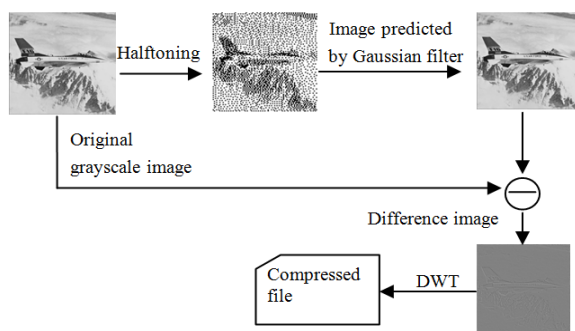 Halftoning
Image predicted
by Gaussian filter
Original
grayscale image
Difference image
DWT
Compressed
file